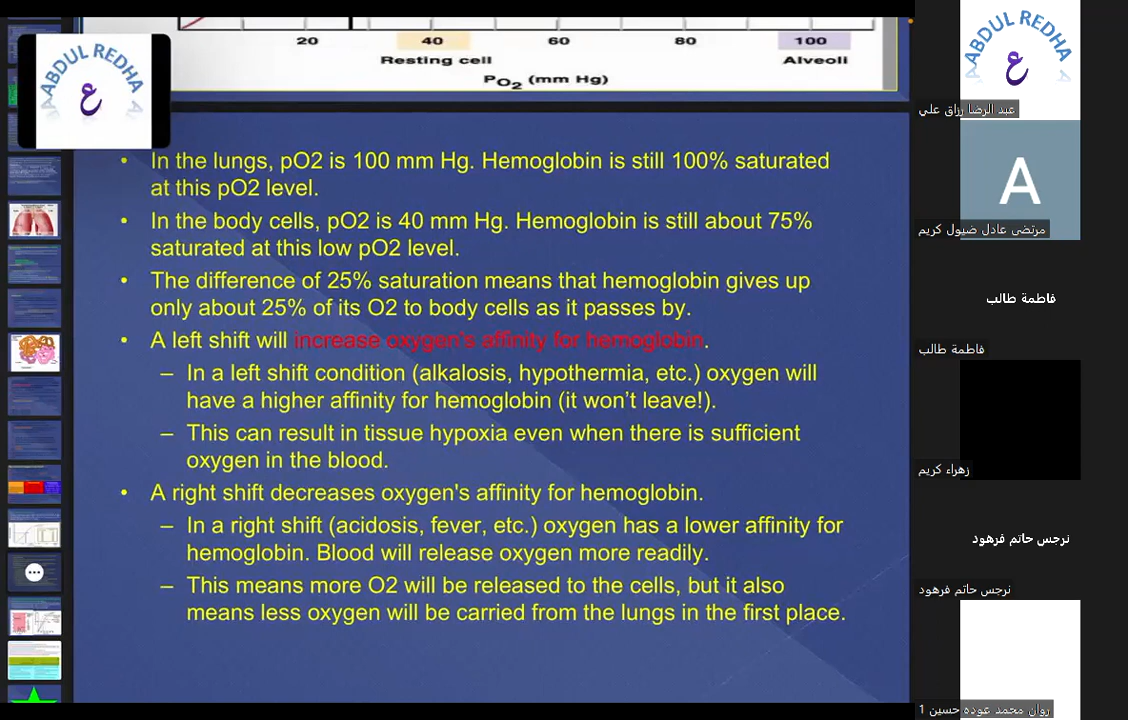 20 40 60 80 100
Resting cell Alveoli
PO2 (mm Hg)
ABDUL REDHA
ع
• In the lungs, pO2 is 100 mm Hg. Hemoglobin is still 100% saturated
at this pO2 level.
• In the body cells, pO2 is 40 mm Hg. Hemoglobin is still about 75%
saturated at this low pO2 level.
• The difference of 25% saturation means that hemoglobin gives up
only about 25% of its O2 to body cells as it passes by.
• A left shift will increase oxygen's affinity for hemoglobin.
– In a left shift condition (alkalosis, hypothermia, etc.) oxygen will
have a higher affinity for hemoglobin (it won't leave!).
– This can result in tissue hypoxia even when there is sufficient
oxygen in the blood.
• A right shift decreases oxygen's affinity for hemoglobin.
– In a right shift (acidosis, fever, etc.) oxygen has a lower affinity for
hemoglobin. Blood will release oxygen more readily.
– This means more O2 will be released to the cells, but it also
means less oxygen will be carried from the lungs in the first place.
ABDUL REDHA
ع
عبد الرضا رزاق علي
A
مرتضى عادل ضيول كريم
فاطمة طالب
فاطمة طالب
زهراء كريم
نرجس حاتم فرهود
نرجس حاتم فرهود
روان محمد عوده حسين 1